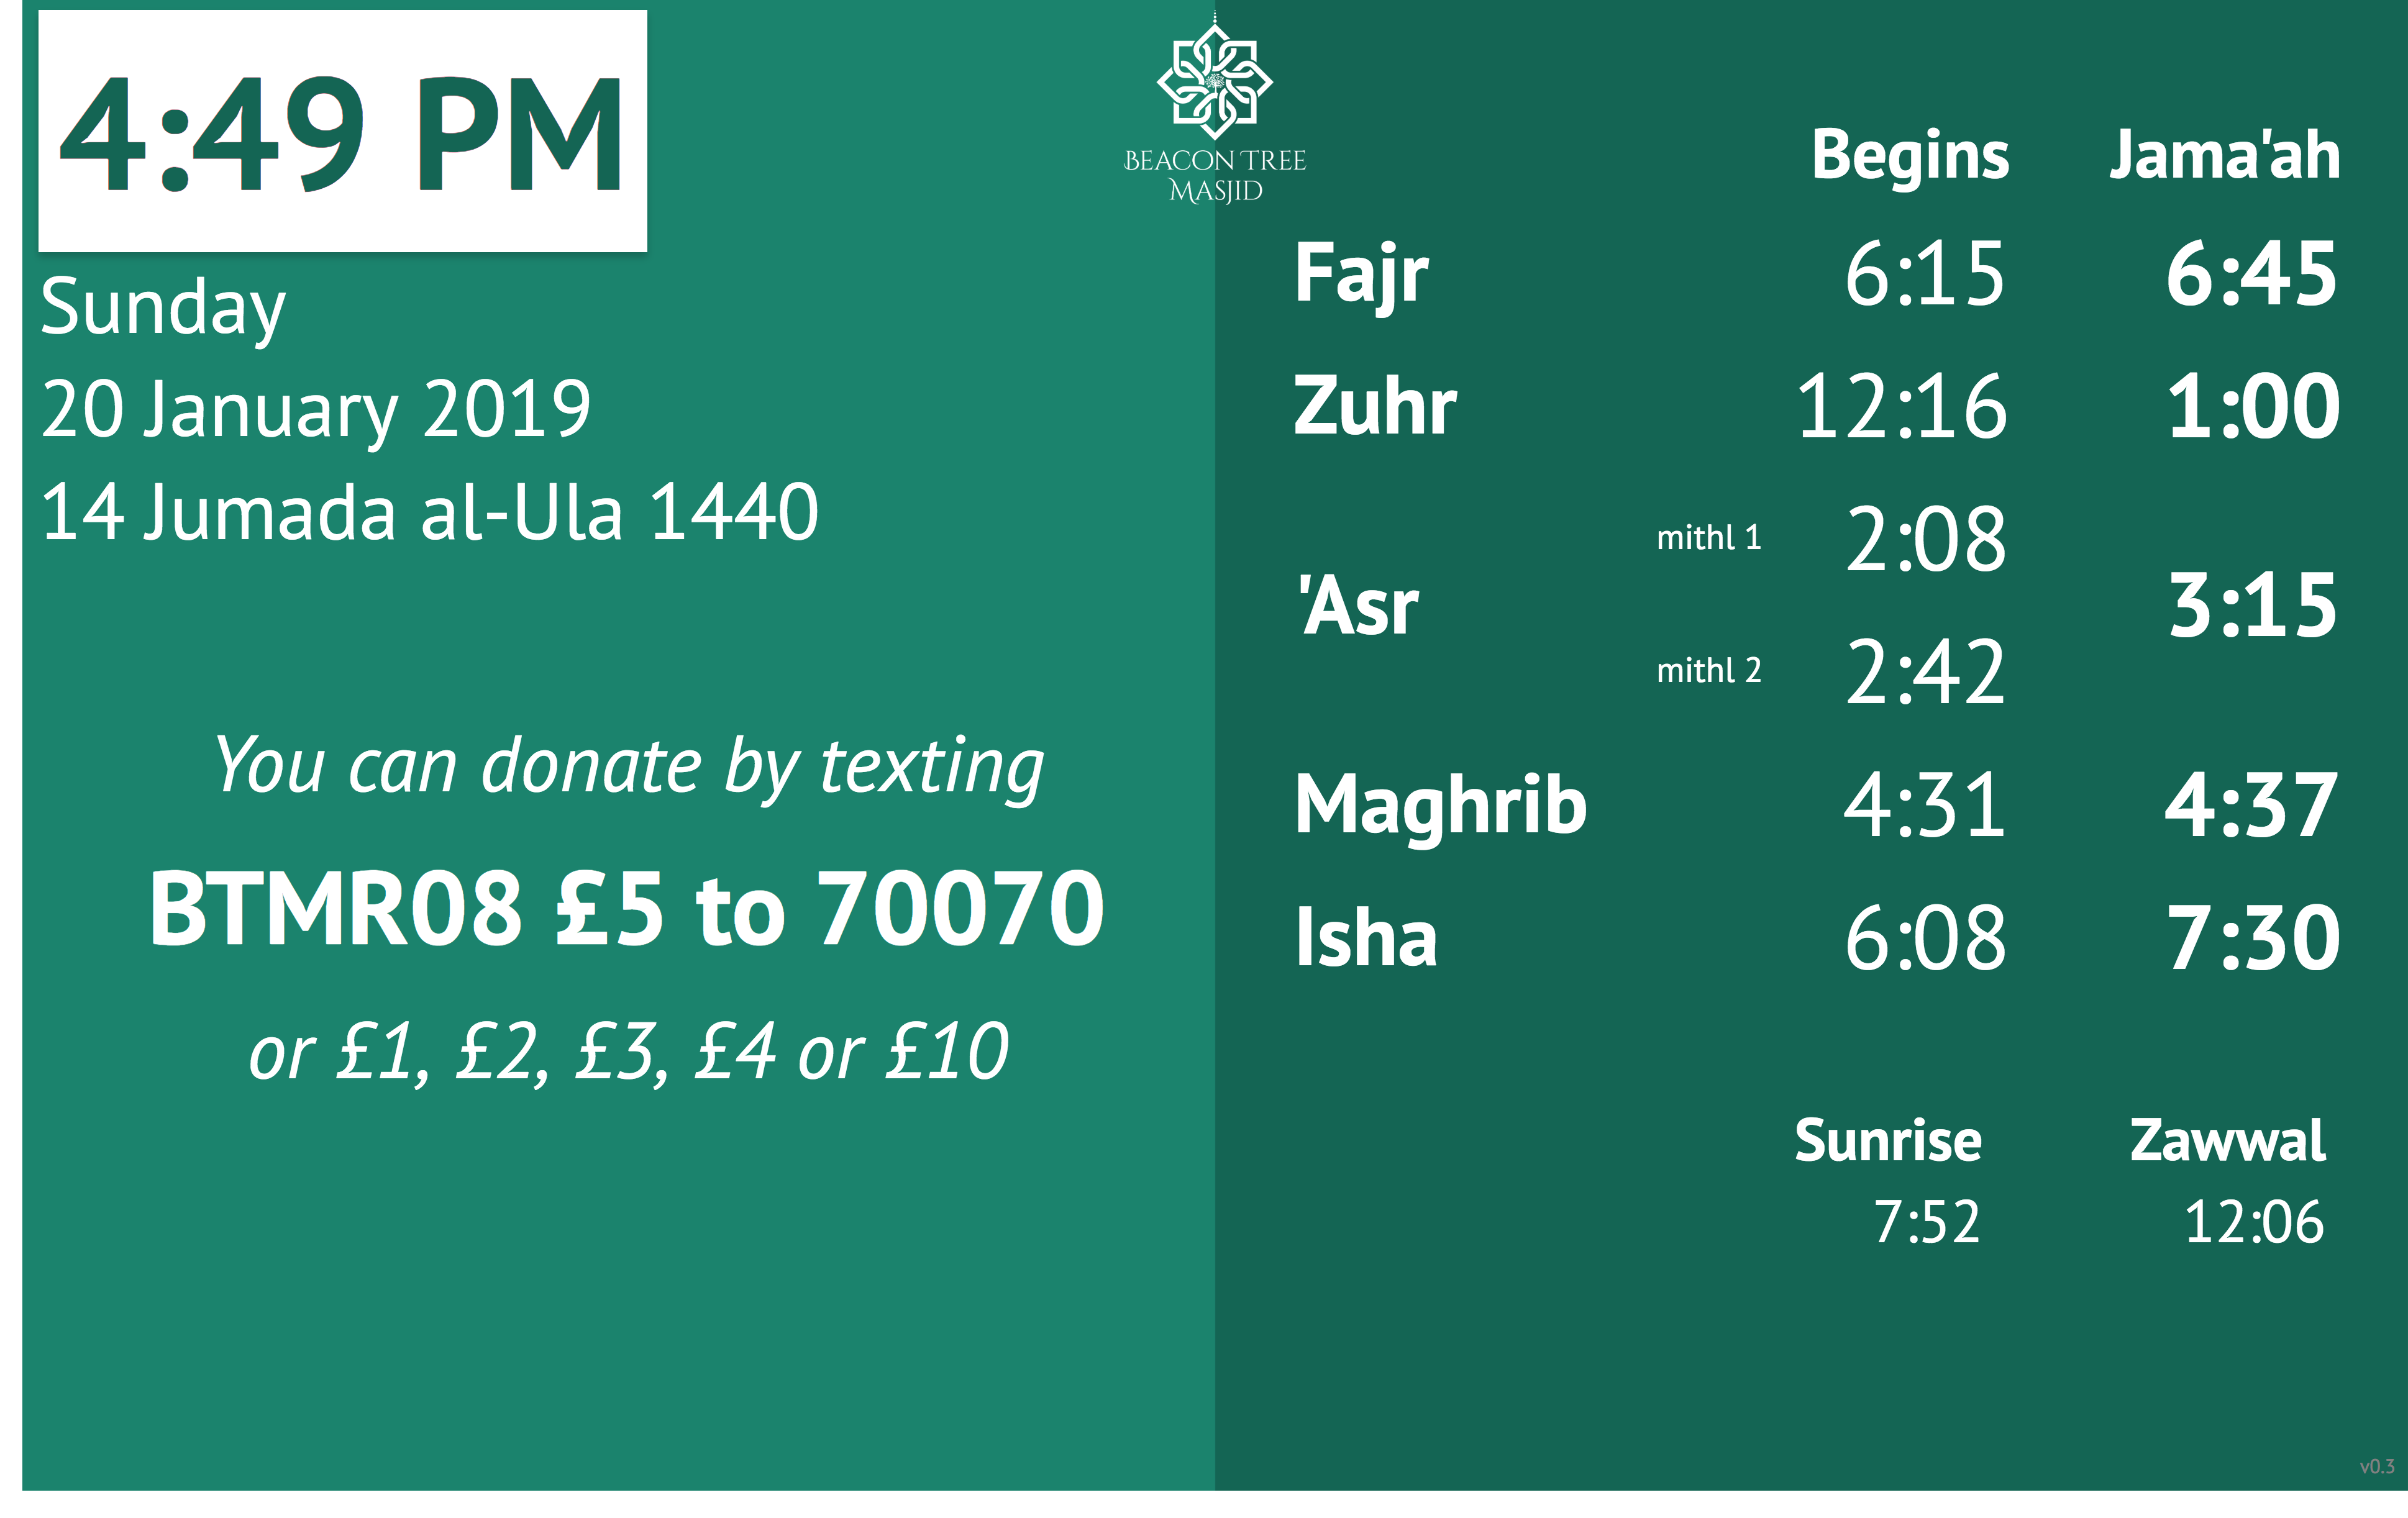 4:49 PM
Sunday
20 January 2019
14 Jumada al-Ula 1440
You can donate by texting
BTMR08 £5 to 70070
or £1, £2, £3, £4 or £10
BEACON TREE
MASJID
Begins Jama'ah
Fajr 6:15 6:45
Zuhr 12:16 1:00
mithl 1 2:08
'Asr 3:15
mithl 2 2:42
Maghrib 4:31 4:37
Isha 6:08 7:30
Sunrise Zawwal
7:52 12:06
v0.3